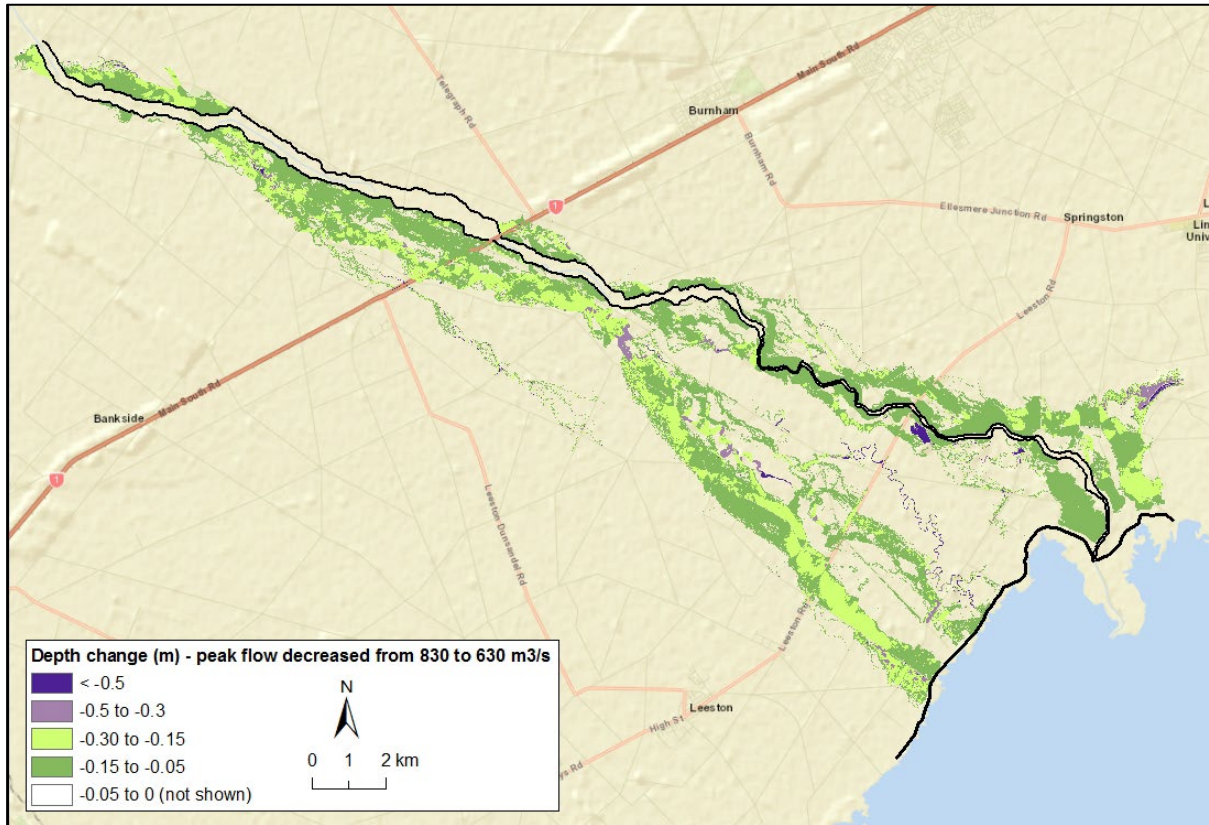 Main South Rd
Telegraph Rd
Burnham
Burnham Rd
1
Ellesmere Junction Rd
Springston
L
Lin
Univ
Leeston Rd
Bankside
Main South Rd
1
Leeston Dunsandel Rd
Leeston Rd
Leeston
High St
ys Rd
Depth change (m) - peak flow decreased from 830 to 630 m3/s
< -0.5
-0.5 to -0.3
-0.30 to -0.15
-0.15 to -0.05
-0.05 to 0 (not shown)
N
0 1 2 km